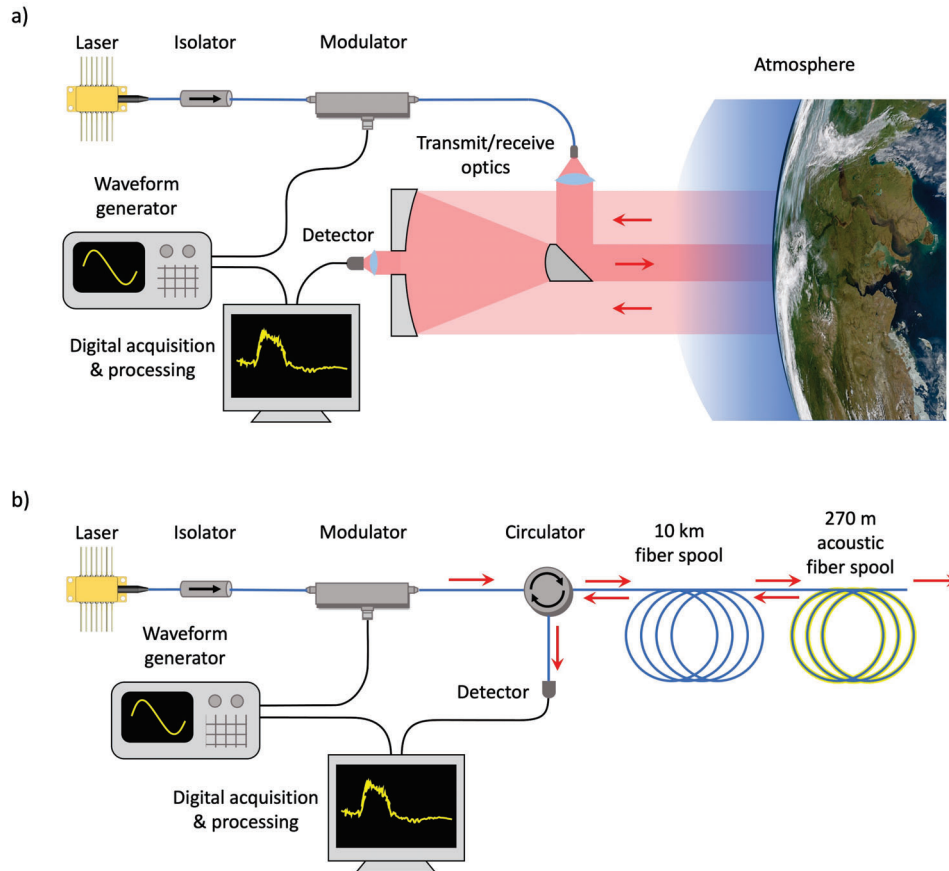 a)
Laser
Isolator
Modulator
Atmosphere
Transmit/receive
optics
Waveform
generator
Detector
Digital acquisition
& processing
b)
Laser
Isolator
Modulator
Circulator
10 km
fiber spool
270 m
acoustic
fiber spool
Waveform
generator
Detector
Digital acquisition
& processing